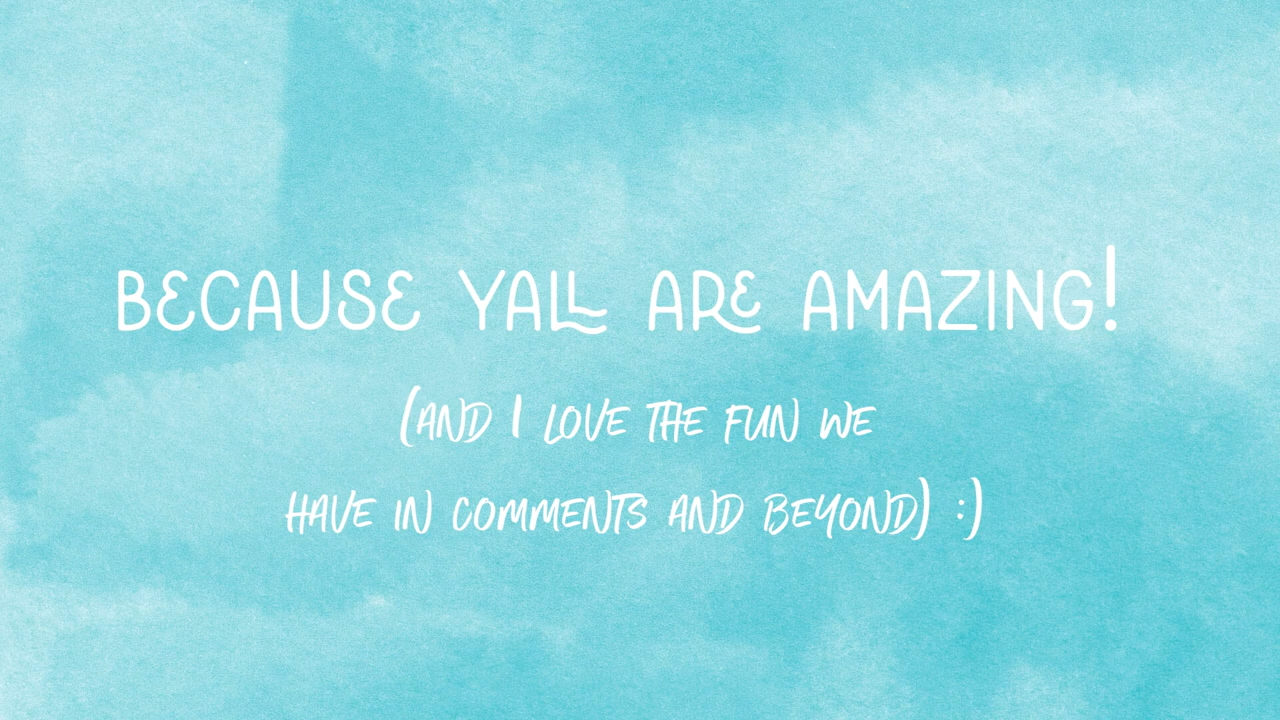 BECAUSE YALL ARE AMAZING!
(AND I LOVE THE FUN WE
HAVE IN COMMENTS AND BEYOND) :)